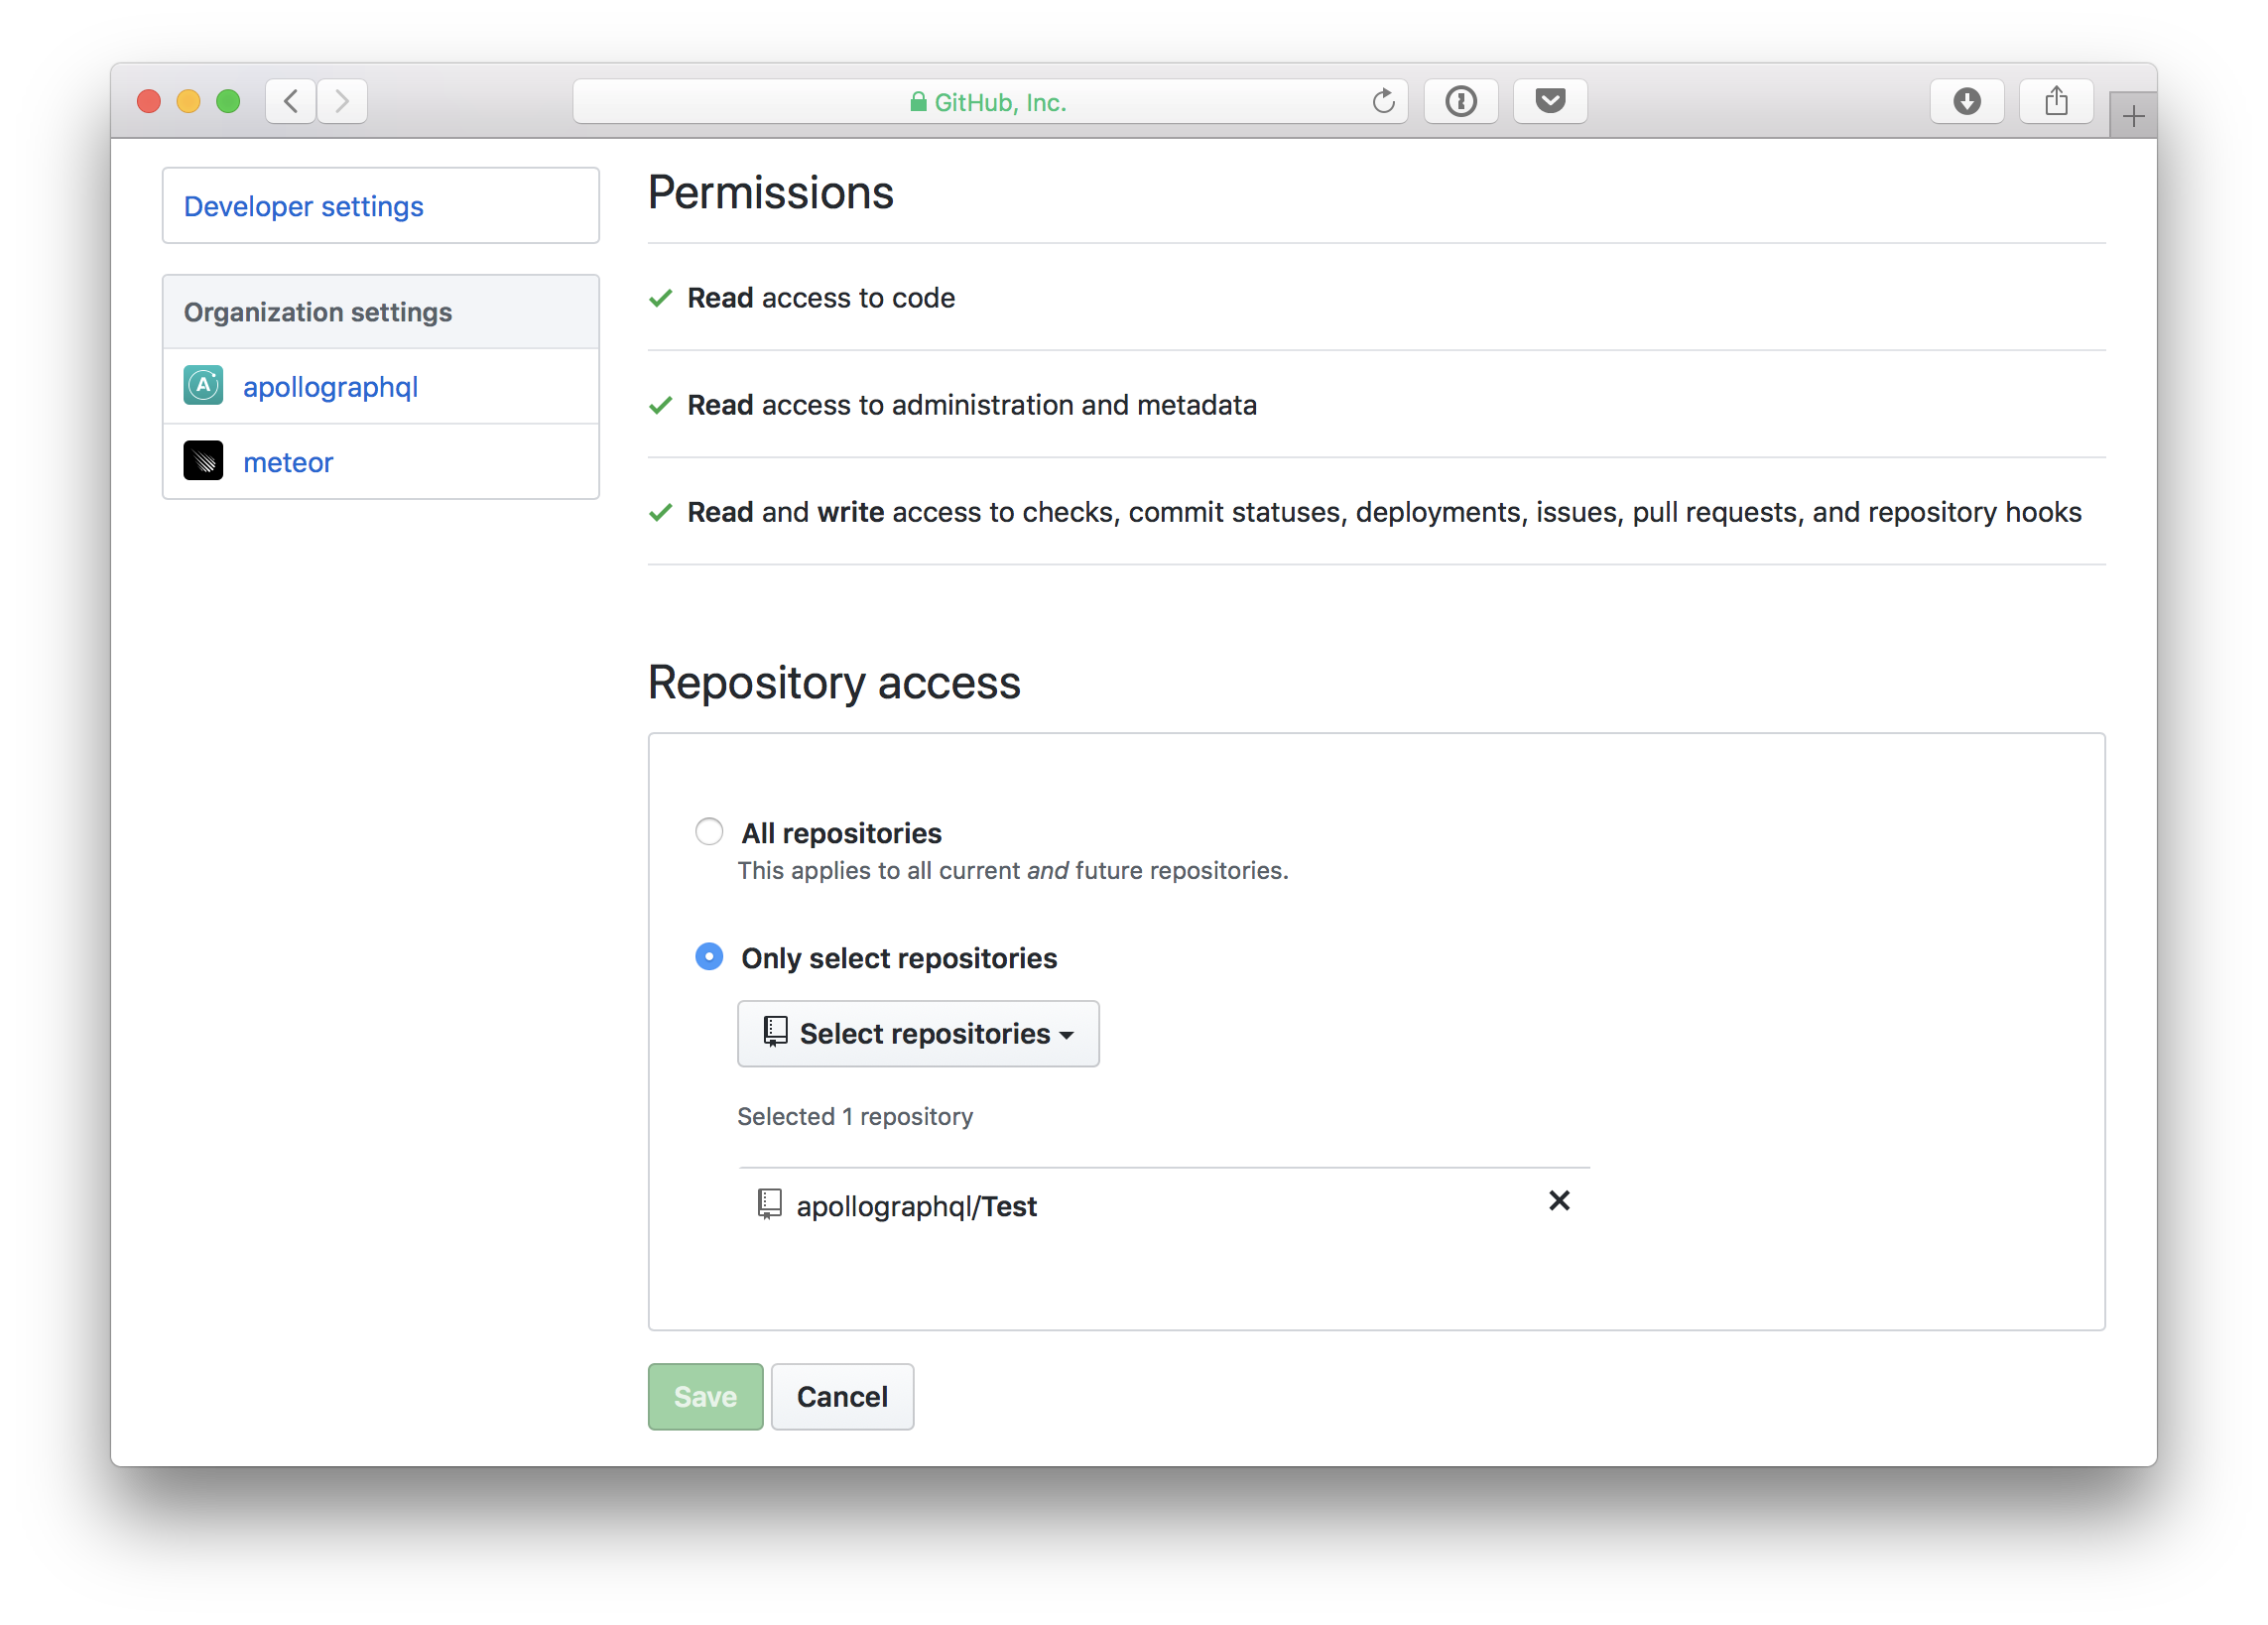 GitHub, Inc.
Developer settings
Organization settings
apollographql
meteor
Permissions
Read access to code
Read access to administration and metadata
Read and write access to checks, commit statuses, deployments, issues, pull requests, and repository hooks
Repository access
All repositories
This applies to all current and future repositories.
Only select repositories
Select repositories
Selected 1 repository
apollographql/Test
Save
Cancel